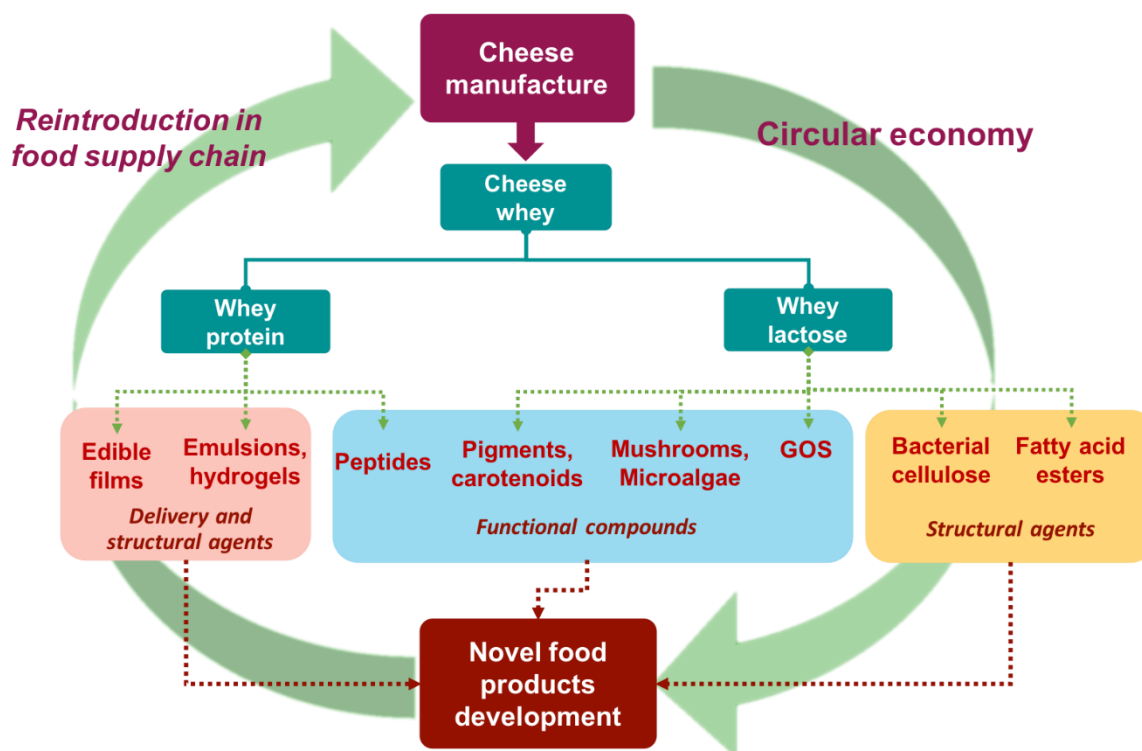 Cheese
manufacture
Reintroduction in
food supply chain
Circular economy
Cheese
whey
Whey
protein
Whey
lactose
Edible
films
Emulsions,
hydrogels
Delivery and
structural agents
Peptides
Pigments,
carotenoids
Mushrooms,
Microalgae
GOS
Functional compounds
Bacterial
cellulose
Fatty acid
esters
Structural agents
Novel food
products
development